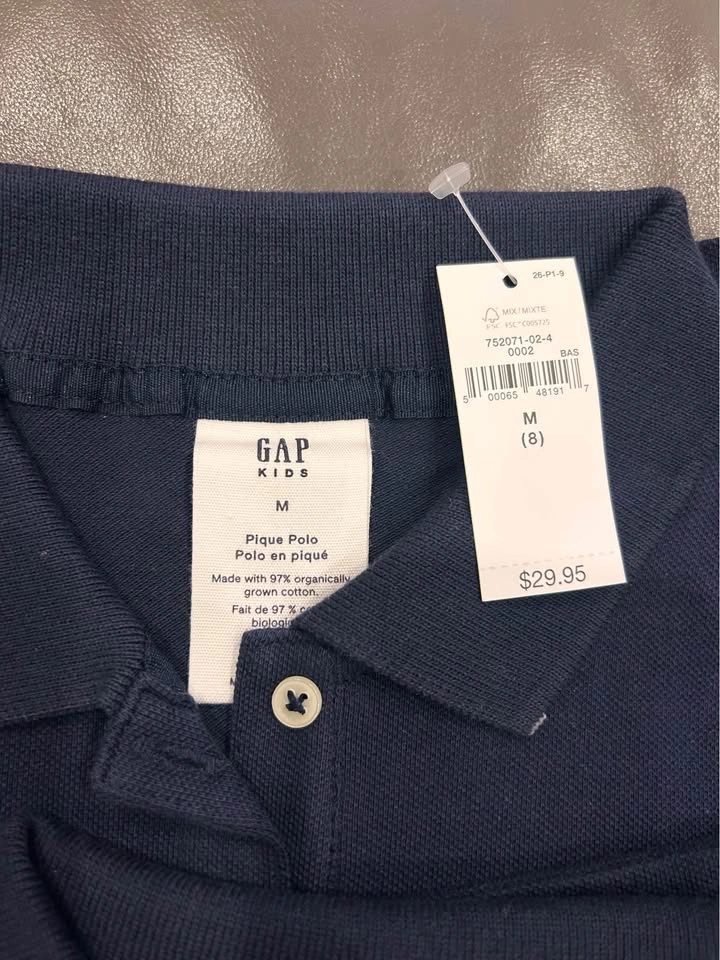 26-P1-9
MIX / MIXTE
FSC FSC™ C005725
752071-02-4
0002 BAS
5 00065 48191 7
M
(8)
$29.95
GAP
KIDS
M
Pique Polo
Polo en piqué
Made with 97% organically
grown cotton.
Fait de 97 %